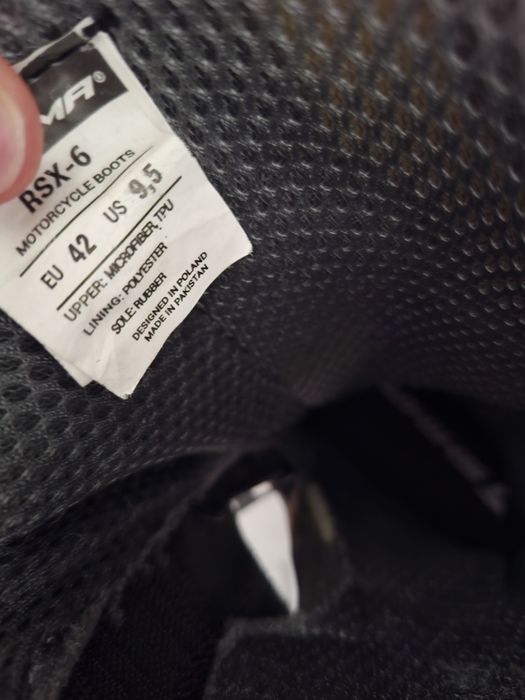 MA®
RSX-6
MOTORCYCLE BOOTS
EU 42 US 9,5
UPPER: MICROFIBER, TPU
LINING: POLYESTER
SOLE: RUBBER
DESIGNED IN POLAND
MADE IN PAKISTAN